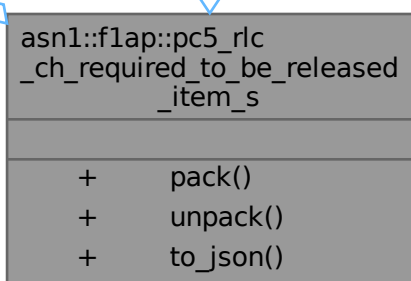 asn1::f1ap::pc5_rlc
_ch_required_to_be_released
_item_s
+ pack()
+ unpack()
+ to_json()